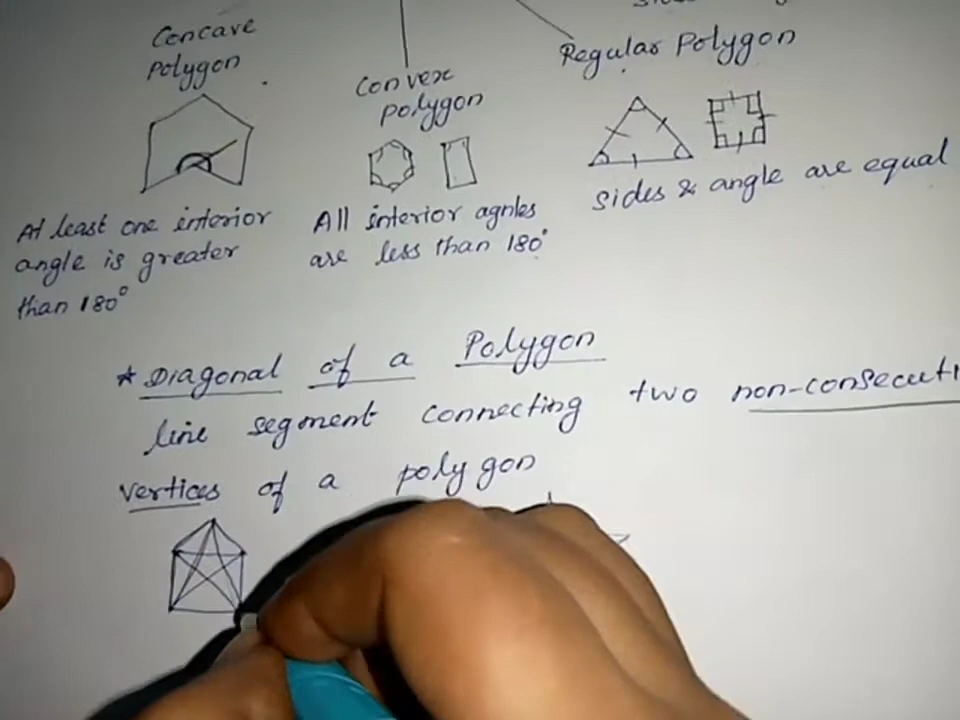 Concave
Polygon
Convex
polygon
Regular Polygon
At least one interior
angle is greater
than 180°
All interior agnles
are less than 180°
sides & angle are equal
* Diagonal of a Polygon
line segment connecting two non-consecuti
vertices of a polygon